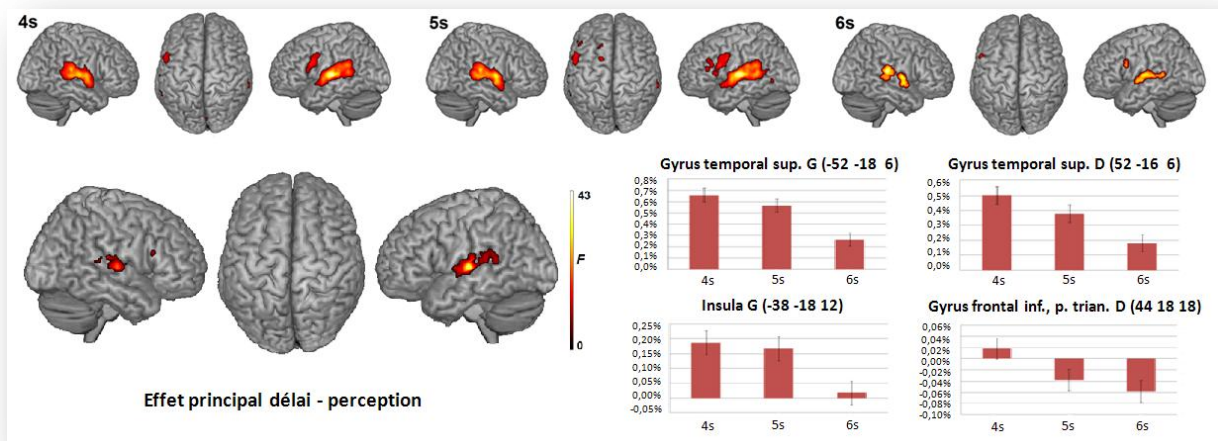 4s
5s
6s
43
F
0
Effet principal délai - perception
Gyrus temporal sup. G (-52 -18 6)
0,8%
0,7%
0,6%
0,5%
0,4%
0,3%
0,2%
0,1%
0,0%
4s
5s
6s
Gyrus temporal sup. D (52 -16 6)
0,6%
0,5%
0,4%
0,3%
0,2%
0,1%
0,0%
4s
5s
6s
Insula G (-38 -18 12)
0,25%
0,20%
0,15%
0,10%
0,05%
0,00%
-0,05%
4s
5s
6s
Gyrus frontal inf., p. trian. D (44 18 18)
0,06%
0,04%
0,02%
0,00%
-0,02%
-0,04%
-0,06%
-0,08%
-0,10%
4s
5s
6s